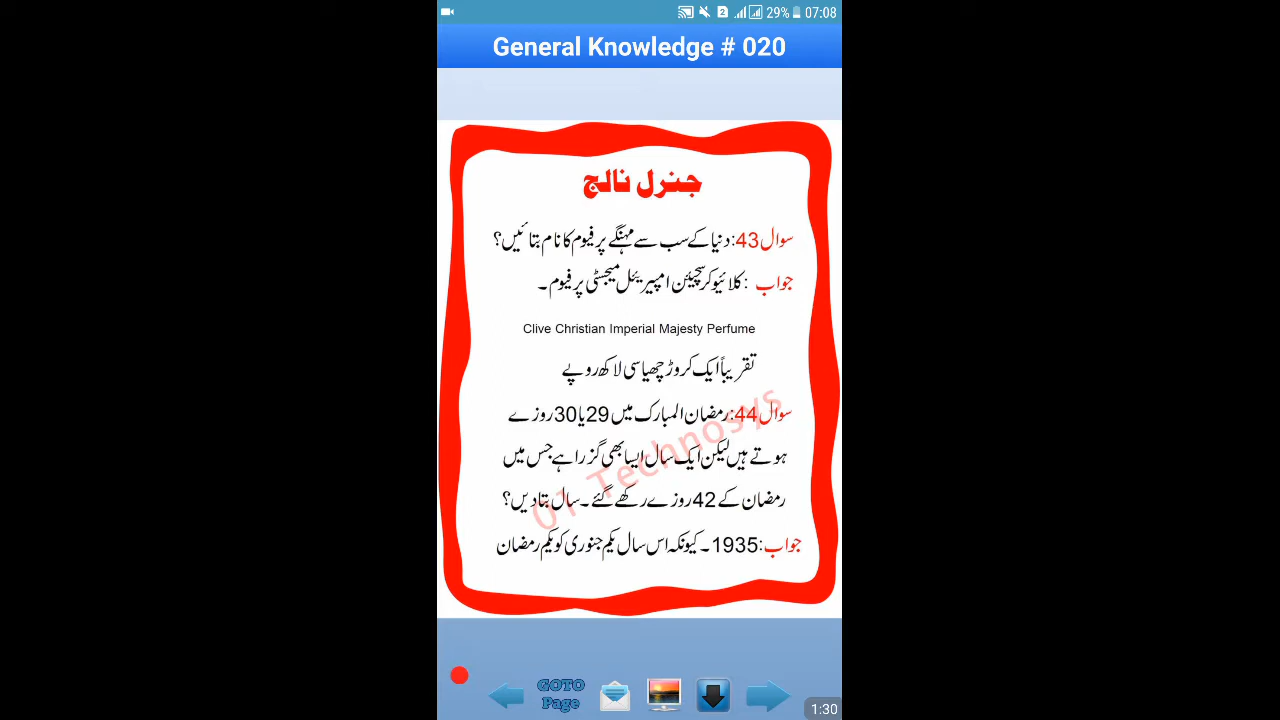 29% 07:08
General Knowledge # 020
جنرل نالج
سوال 43: دنیا کے سب سے مہنگے پرفیوم کا نام بتائیں؟
جواب : کلائیو کرسچیئن امپیریئل میجسٹی پرفیوم ۔
Clive Christian Imperial Majesty Perfume
تقریباً ایک کروڑ چھیاسی لاکھ روپے
سوال 44: رمضان المبارک میں 29 یا 30 روزے
ہوتے ہیں لیکن ایک سال ایسا بھی گزرا ہے جس میں
رمضان کے 42 روزے رکھے گئے ۔ سال بتادیں؟
جواب: 1935 ۔ کیونکہ اس سال یکم جنوری کو یکم رمضان
01 Technosys
GOTO
Page
1:30